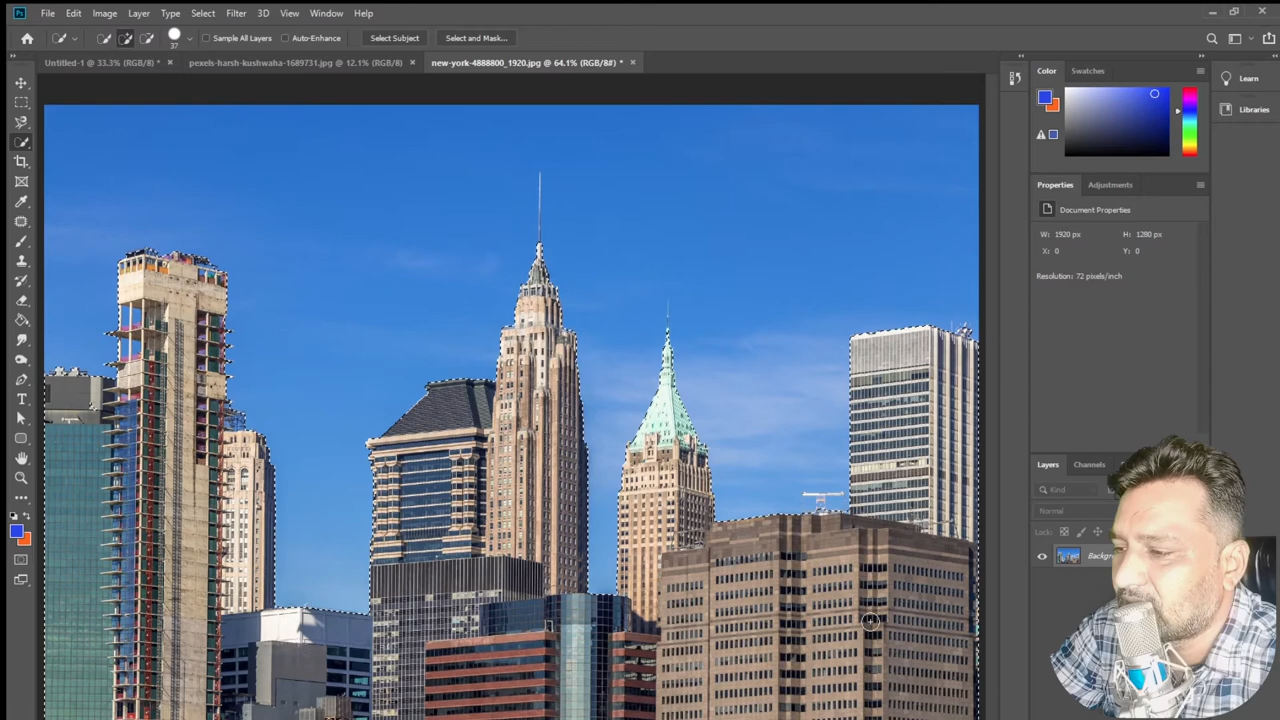 Ps File Edit Image Layer Type Select Filter 3D View Window Help
37 Sample All Layers Auto-Enhance Select Subject Select and Mask...
Untitled-1 @ 33.3% (RGB/8) * pexels-harsh-kushwaha-1689731.jpg @ 12.1% (RGB/8) new-york-4888800_1920.jpg @ 64.1% (RGB/8#) *
Color Swatches
Learn
Libraries
Properties Adjustments
Document Properties
W: 1920 px H: 1280 px
X: 0 Y: 0
Resolution: 72 pixels/inch
Layers Channels
Kind
Normal
Lock: